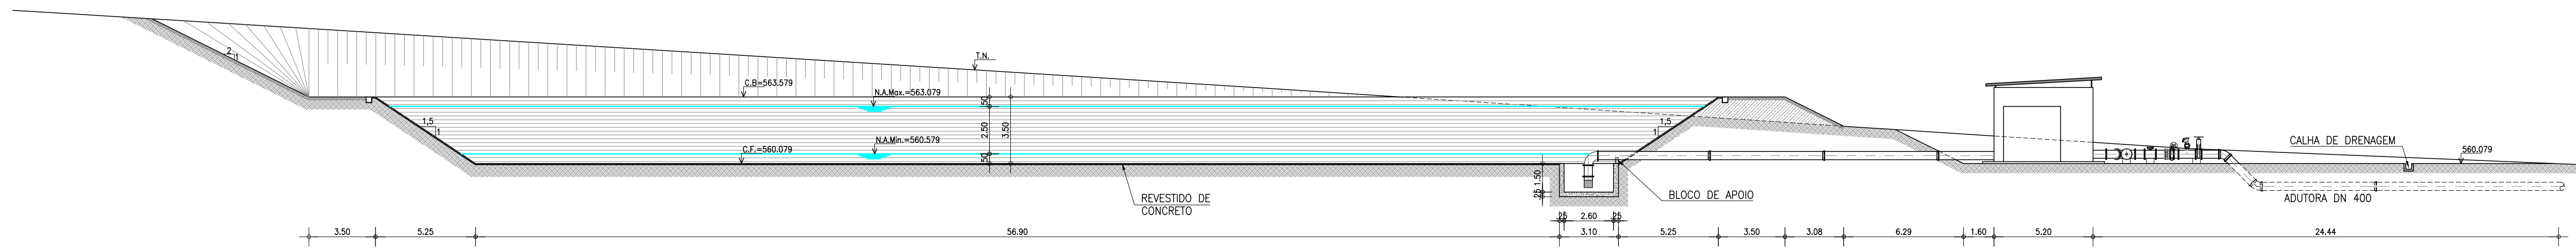 T.N.
2
1
C.B=563.579
N.A.Max.=563.079
.50
1,5
1
2.50
3.50
1,5
1
N.A.Min.=560.579
C.F.=560.079
.50
CALHA DE DRENAGEM
560.079
1.50
.25
REVESTIDO DE
CONCRETO
BLOCO DE APOIO
ADUTORA DN 400
.25
2.60
.25
3.50
5.25
56.90
3.10
5.25
3.50
3.08
6.29
1.60
5.20
24.44